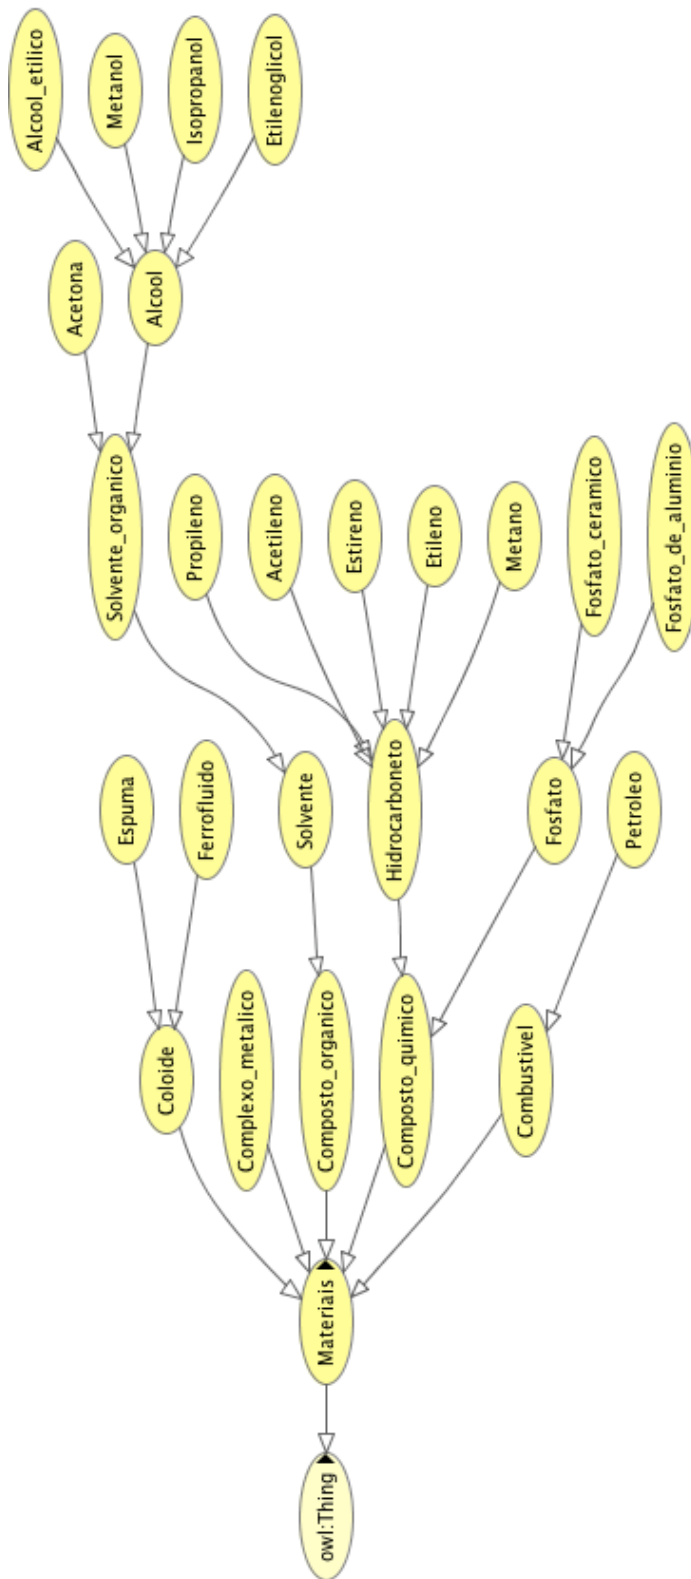 owl:Thing
Materiais
Coloide
Complexo_metalico
Composto_organico
Composto_quimico
Combustivel
Espuma
Ferrofluido
Solvente
Hidrocarboneto
Fosfato
Petroleo
Solvente_organico
Propileno
Acetileno
Estireno
Etileno
Metano
Fosfato_ceramico
Fosfato_de_aluminio
Acetona
Alcool
Alcool_etilico
Metanol
Isopropanol
Etilenoglicol